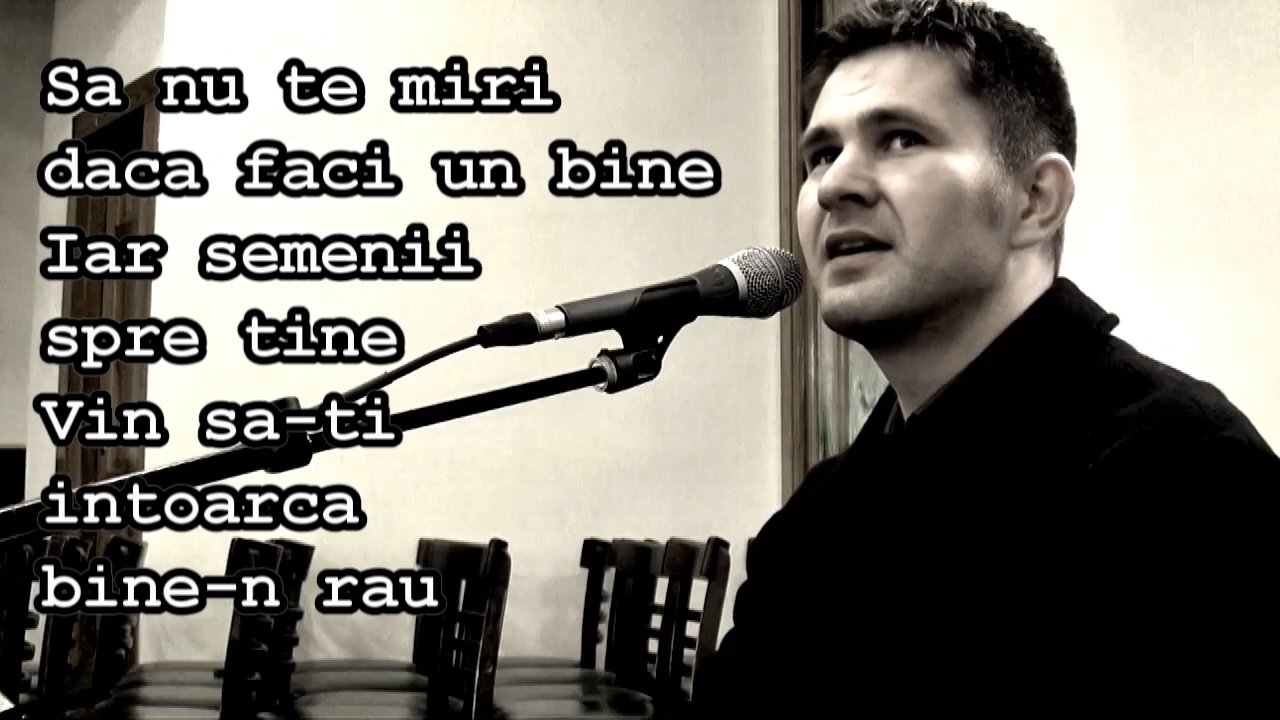 Sa nu te miri
daca faci un bine
Iar semenii
spre tine
Vin sa-ti
intoarca
bine-n rau